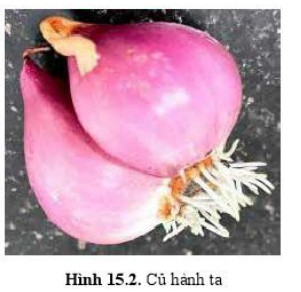 Hình 15.2. Củ hành ta